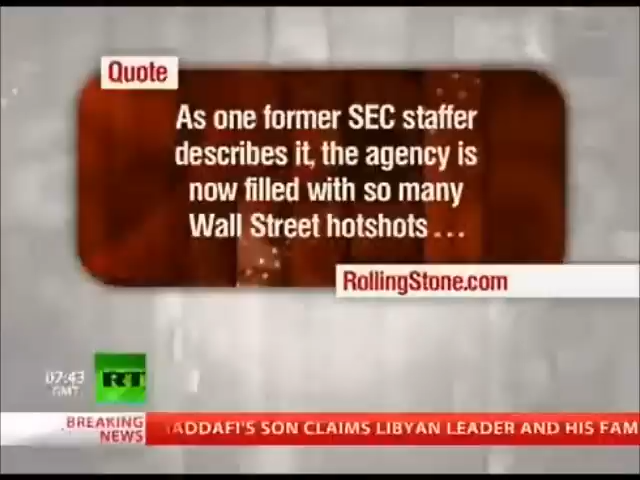 Quote
As one former SEC staffer
describes it, the agency is
now filled with so many
Wall Street hotshots...
RollingStone.com
07:43
GMT
RT
BREAKING
NEWS
ADDAFI'S SON CLAIMS LIBYAN LEADER AND HIS FAM